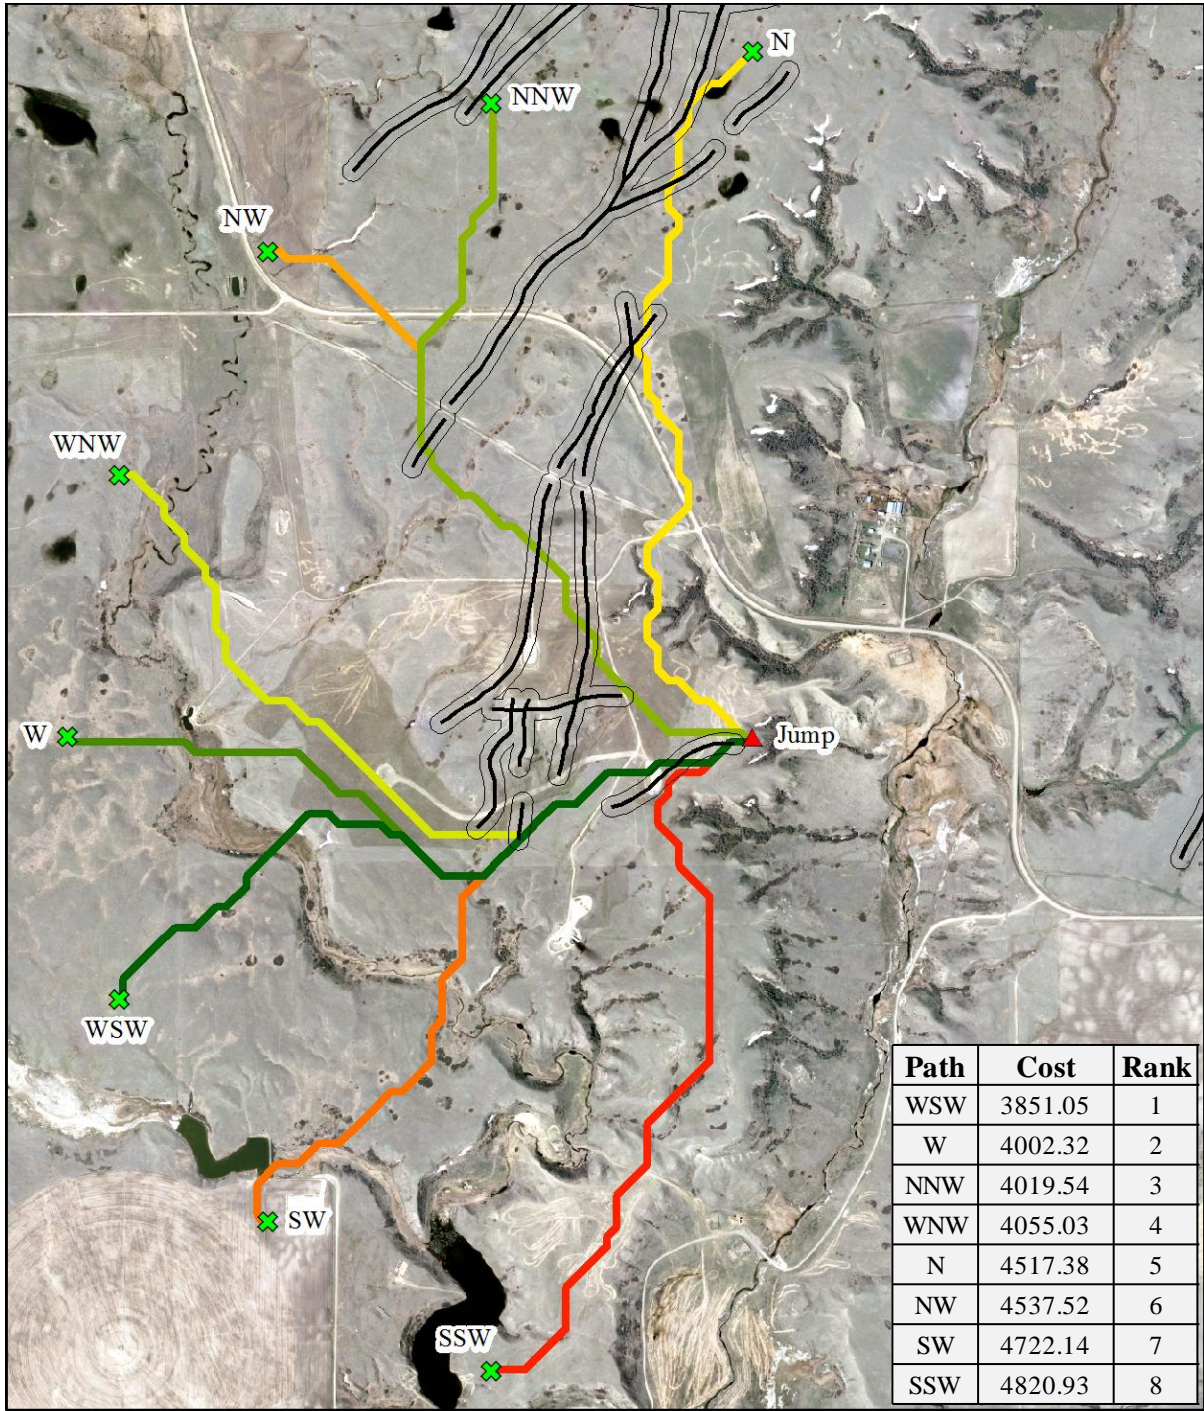 N
NNW
NW
WNW
W
Jump
WSW
SW
SSW
Path Cost Rank
WSW 3851.05 1
W 4002.32 2
NNW 4019.54 3
WNW 4055.03 4
N 4517.38 5
NW 4537.52 6
SW 4722.14 7
SSW 4820.93 8